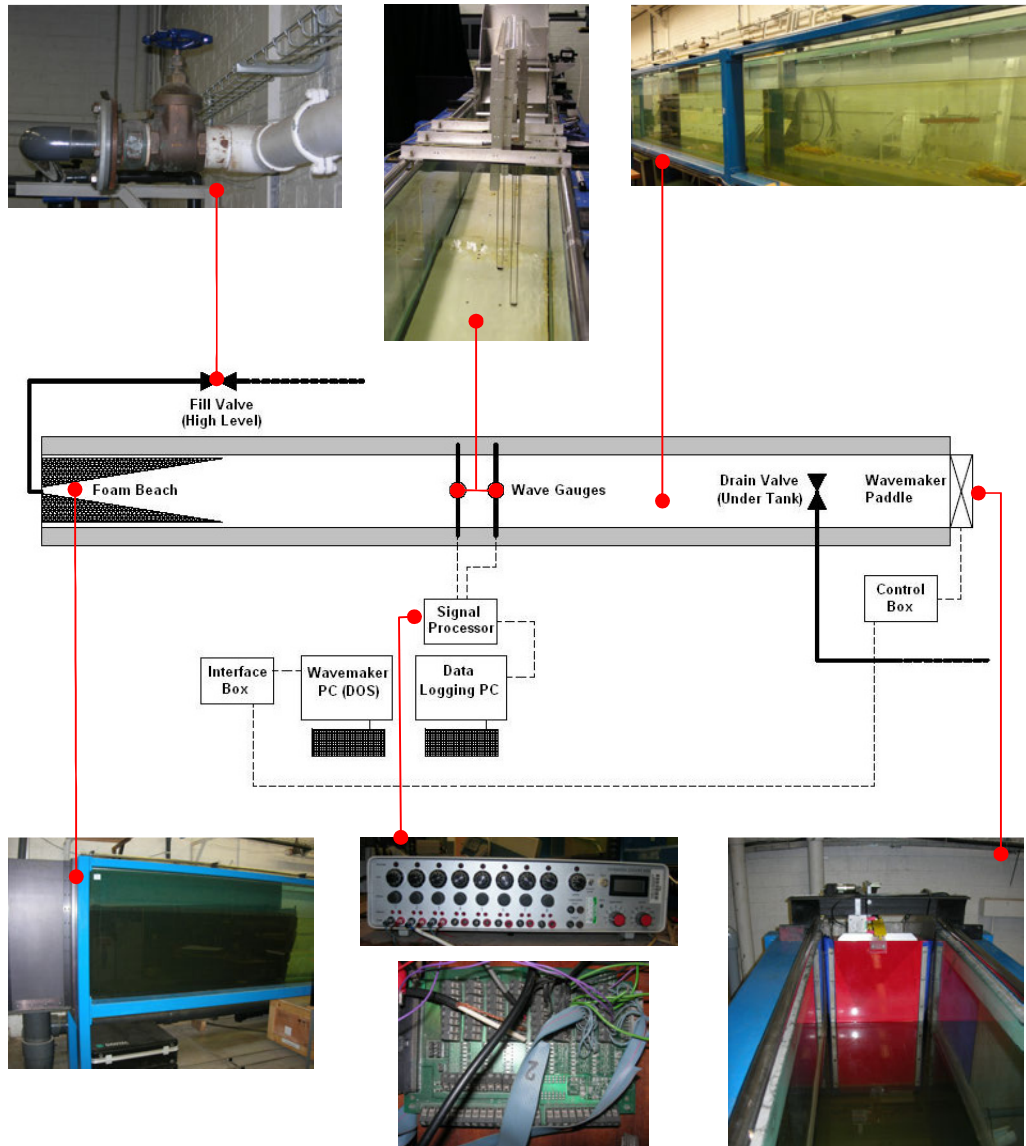 Fill Valve
(High Level)
Foam Beach
Wave Gauges
Drain Valve
(Under Tank)
Wavemaker
Paddle
Signal
Processor
Control
Box
Interface
Box
Wavemaker
PC (DOS)
Data
Logging PC